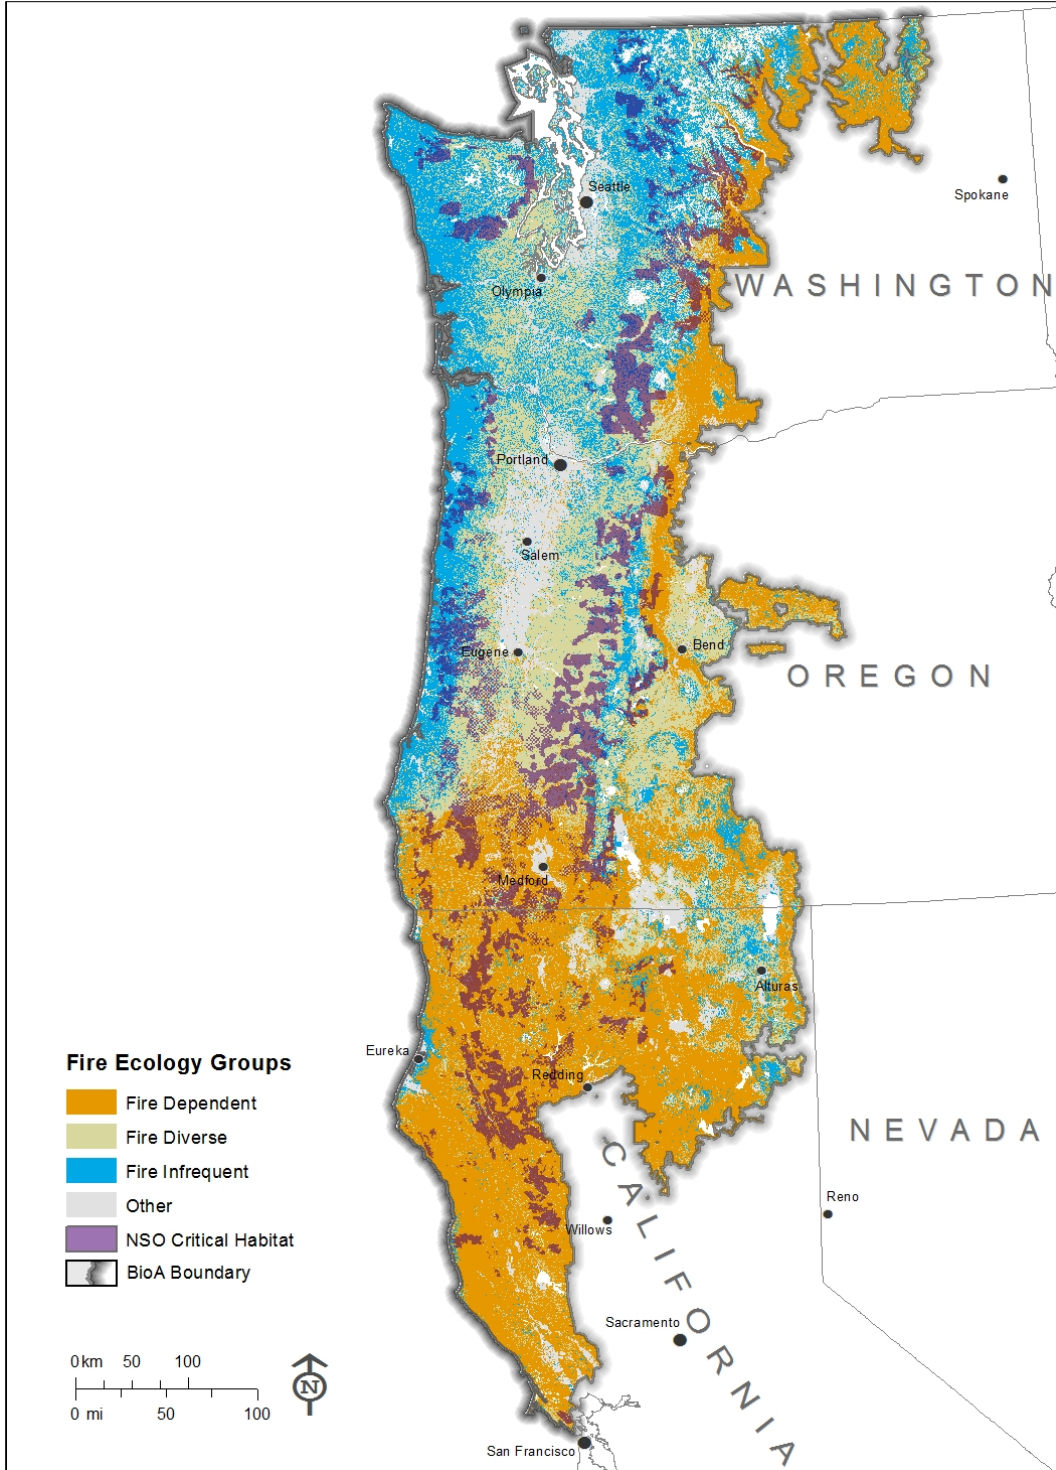 Seattle
Spokane
WASHINGTON
Olympia
Portland
Salem
Eugene
Bend
OREGON
Medford
Alturas
Eureka
Redding
NEVADA
CALIFORNIA
Reno
Willows
Sacramento
San Francisco
Fire Ecology Groups
Fire Dependent
Fire Diverse
Fire Infrequent
Other
NSO Critical Habitat
BioA Boundary
0 km 50 100
0 mi 50 100
N